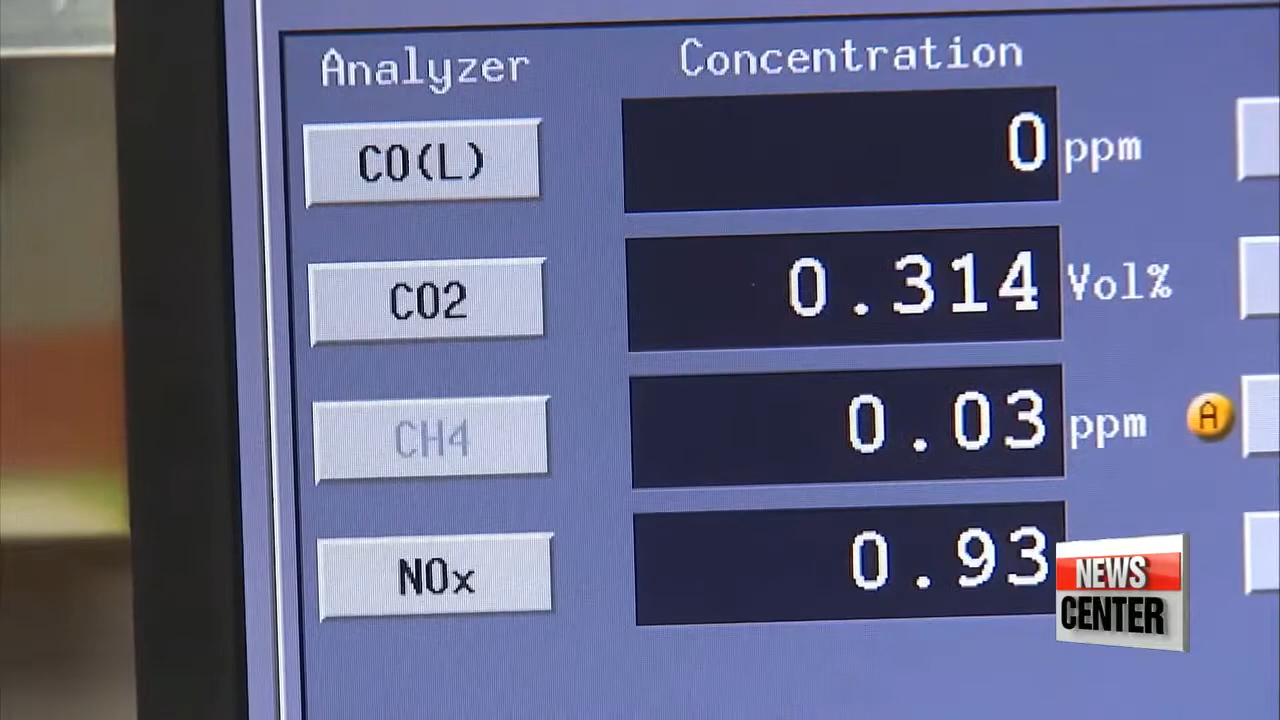 Analyzer Concentration
CO(L) 0 ppm
CO2 0.314 Vol%
CH4 0.03 ppm A
NOx 0.93
NEWS
CENTER